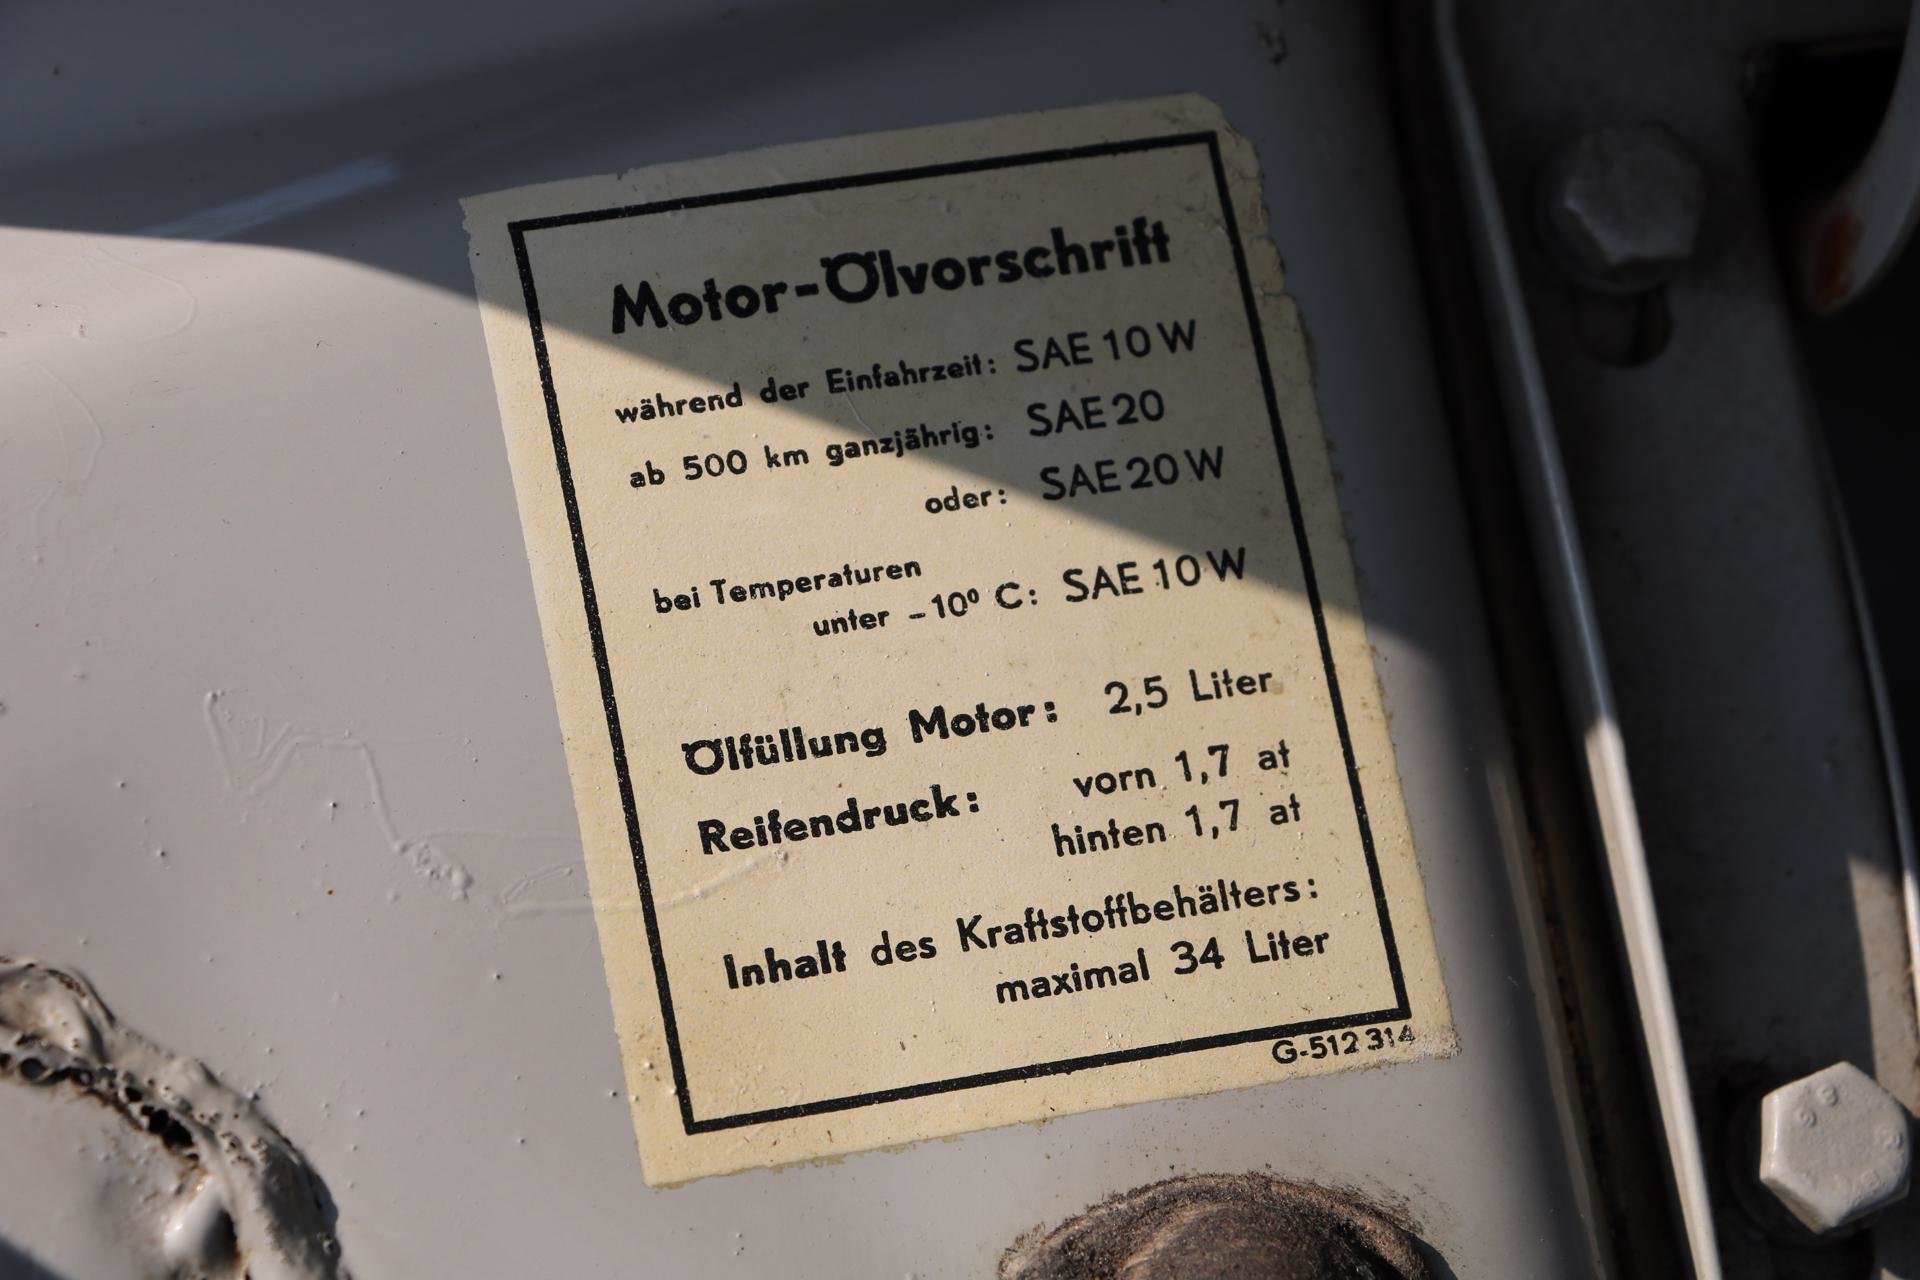 Motor-Ölvorschrift
während der Einfahrzeit: SAE 10 W
ab 500 km ganzjährig: SAE 20
oder: SAE 20 W
bei Temperaturen
unter -10° C: SAE 10 W
Ölfüllung Motor: 2,5 Liter
Reifendruck: vorn 1,7 at
hinten 1,7 at
Inhalt des Kraftstoffbehälters:
maximal 34 Liter
G-512 314